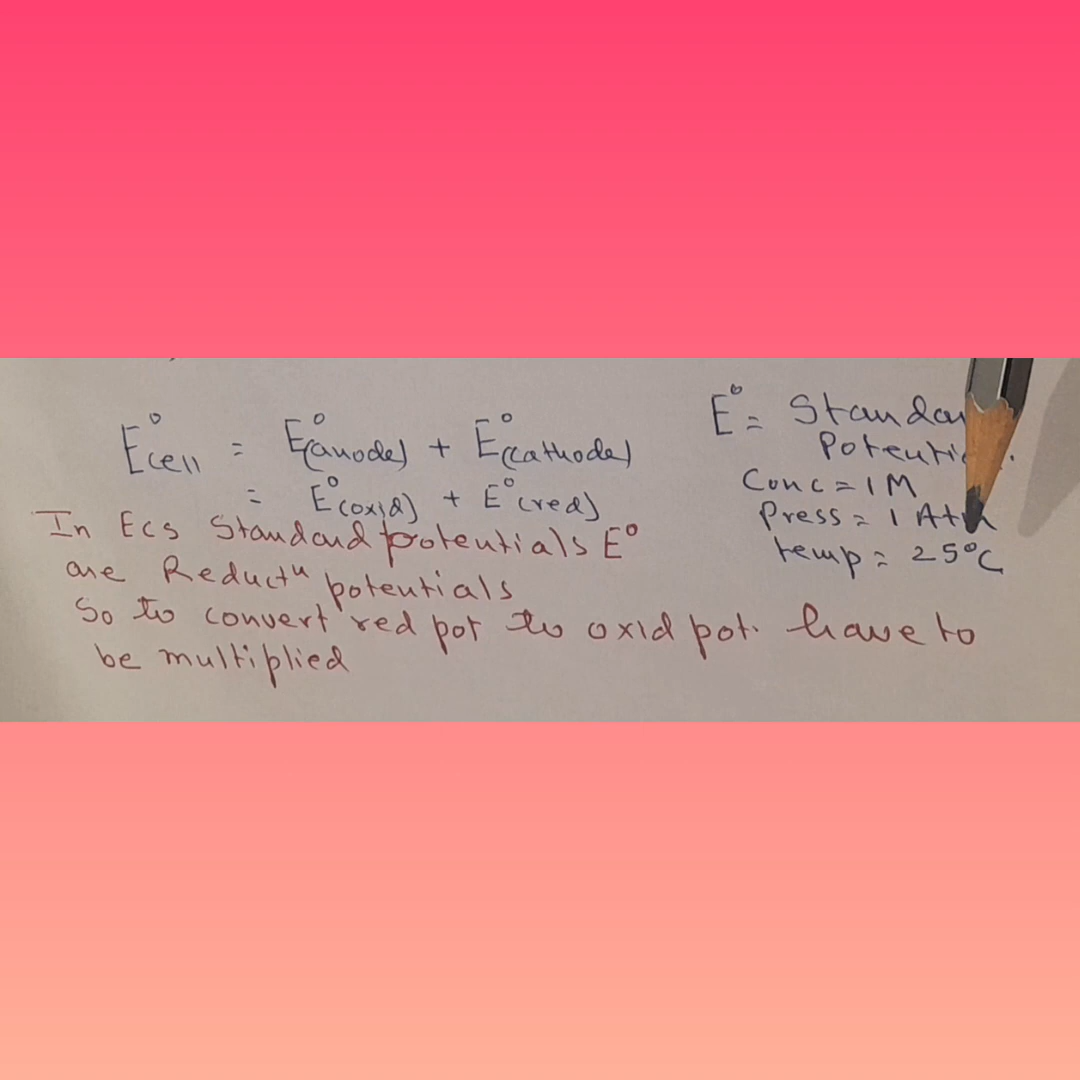 E°cell = E°(anode) + E°(cathode)
= E°(oxid) + E°(red)
E° = Standar
Potenti
Conc = 1M
Press = 1 Atm
temp = 25°C
In Ecs Standard potentials E°
are Reductⁿ potentials
So to convert red pot to oxid pot. have to
be multiplied